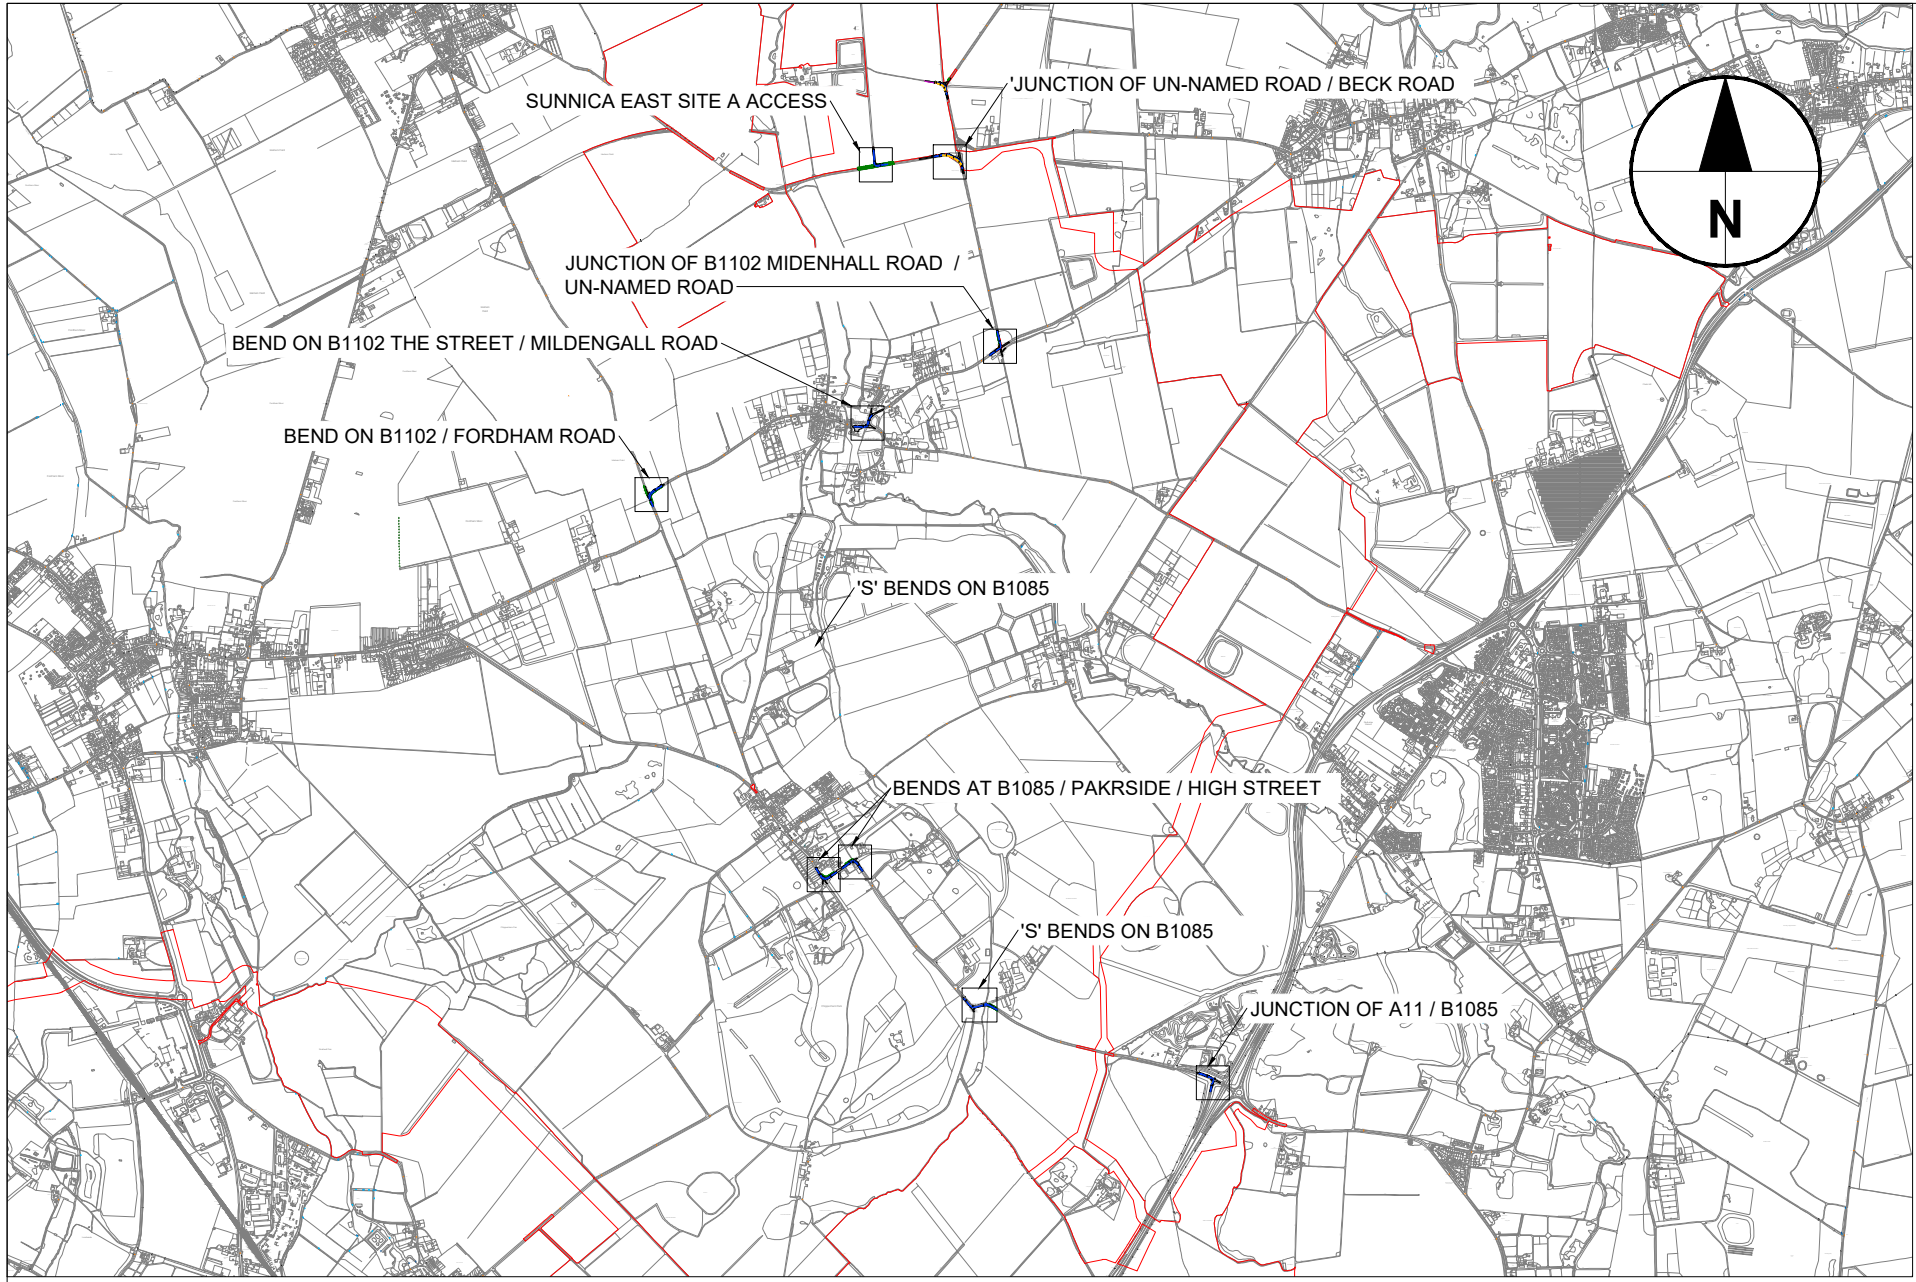 'JUNCTION OF UN-NAMED ROAD / BECK ROAD
SUNNICA EAST SITE A ACCESS
N
JUNCTION OF B1102 MIDENHALL ROAD /
UN-NAMED ROAD
BEND ON B1102 THE STREET / MILDENGALL ROAD
BEND ON B1102 / FORDHAM ROAD
'S' BENDS ON B1085
BENDS AT B1085 / PAKRSIDE / HIGH STREET
'S' BENDS ON B1085
JUNCTION OF A11 / B1085